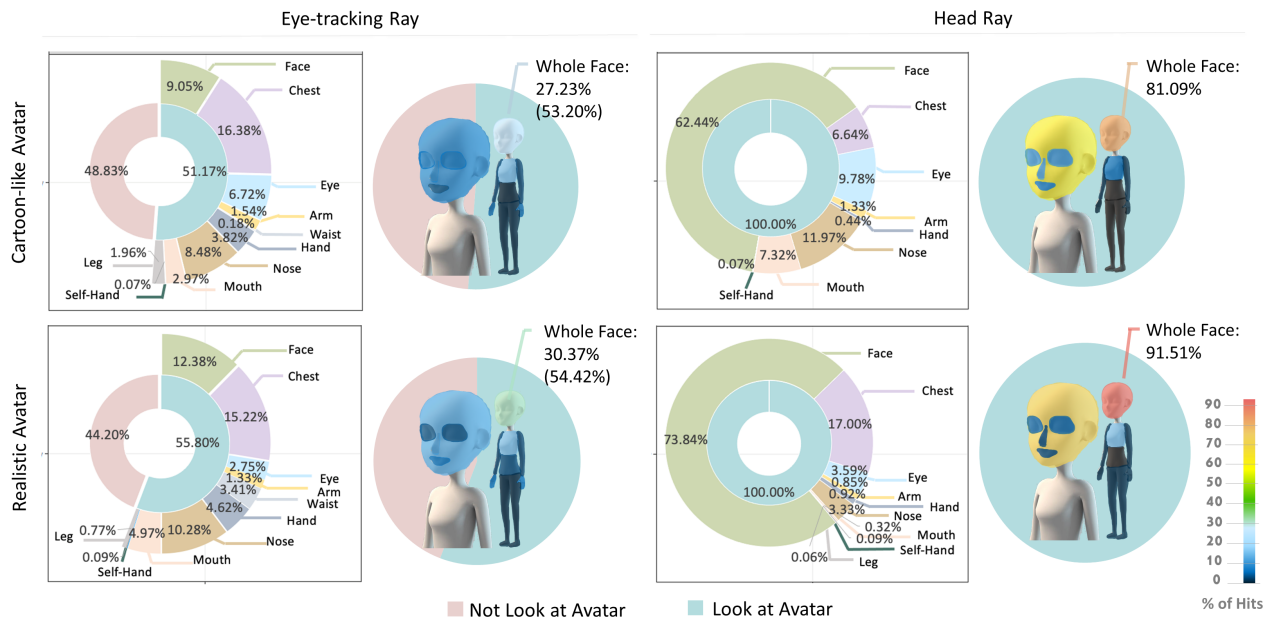 Eye-tracking Ray
Head Ray
Cartoon-like Avatar
9.05%
16.38%
48.83%
51.17%
6.72%
1.54%
0.18%
3.82%
8.48%
2.97%
1.96%
0.07%
Face
Chest
Eye
Arm
Waist
Hand
Nose
Mouth
Leg
Self-Hand
Whole Face:
27.23%
(53.20%)
62.44%
6.64%
9.78%
1.33%
0.44%
100.00%
11.97%
7.32%
0.07%
Face
Chest
Eye
Arm
Hand
Nose
Mouth
Self-Hand
Whole Face:
81.09%
Realistic Avatar
12.38%
15.22%
44.20%
55.80%
2.75%
1.33%
3.41%
4.62%
10.28%
4.97%
0.77%
0.09%
Face
Chest
Eye
Arm
Waist
Hand
Nose
Mouth
Leg
Self-Hand
Whole Face:
30.37%
(54.42%)
73.84%
17.00%
3.59%
0.85%
0.92%
100.00%
3.33%
0.32%
0.09%
0.06%
Face
Chest
Eye
Arm
Hand
Nose
Mouth
Self-Hand
Leg
Whole Face:
91.51%
90
80
70
60
50
40
30
20
10
0
% of Hits
Not Look at Avatar
Look at Avatar